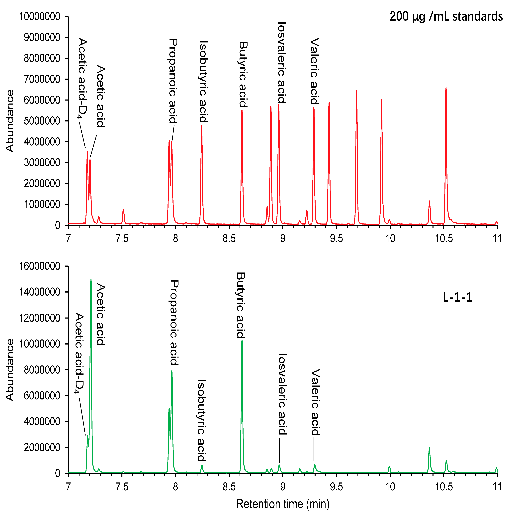 200 µg /mL standards
10000000
9000000
8000000
7000000
6000000
5000000
4000000
3000000
2000000
1000000
0
Abundance
Acetic acid-D4
Acetic acid
Propanoic acid
Isobutyric acid
Butyric acid
Iosvaleric acid
Valeric acid
7 7.5 8 8.5 9 9.5 10 10.5 11
L-1-1
16000000
14000000
12000000
10000000
8000000
6000000
4000000
2000000
0
Abundance
Acetic acid-D4
Acetic acid
Propanoic acid
Isobutyric acid
Butyric acid
Iosvaleric acid
Valeric acid
7 7.5 8 8.5 9 9.5 10 10.5 11
Retention time (min)